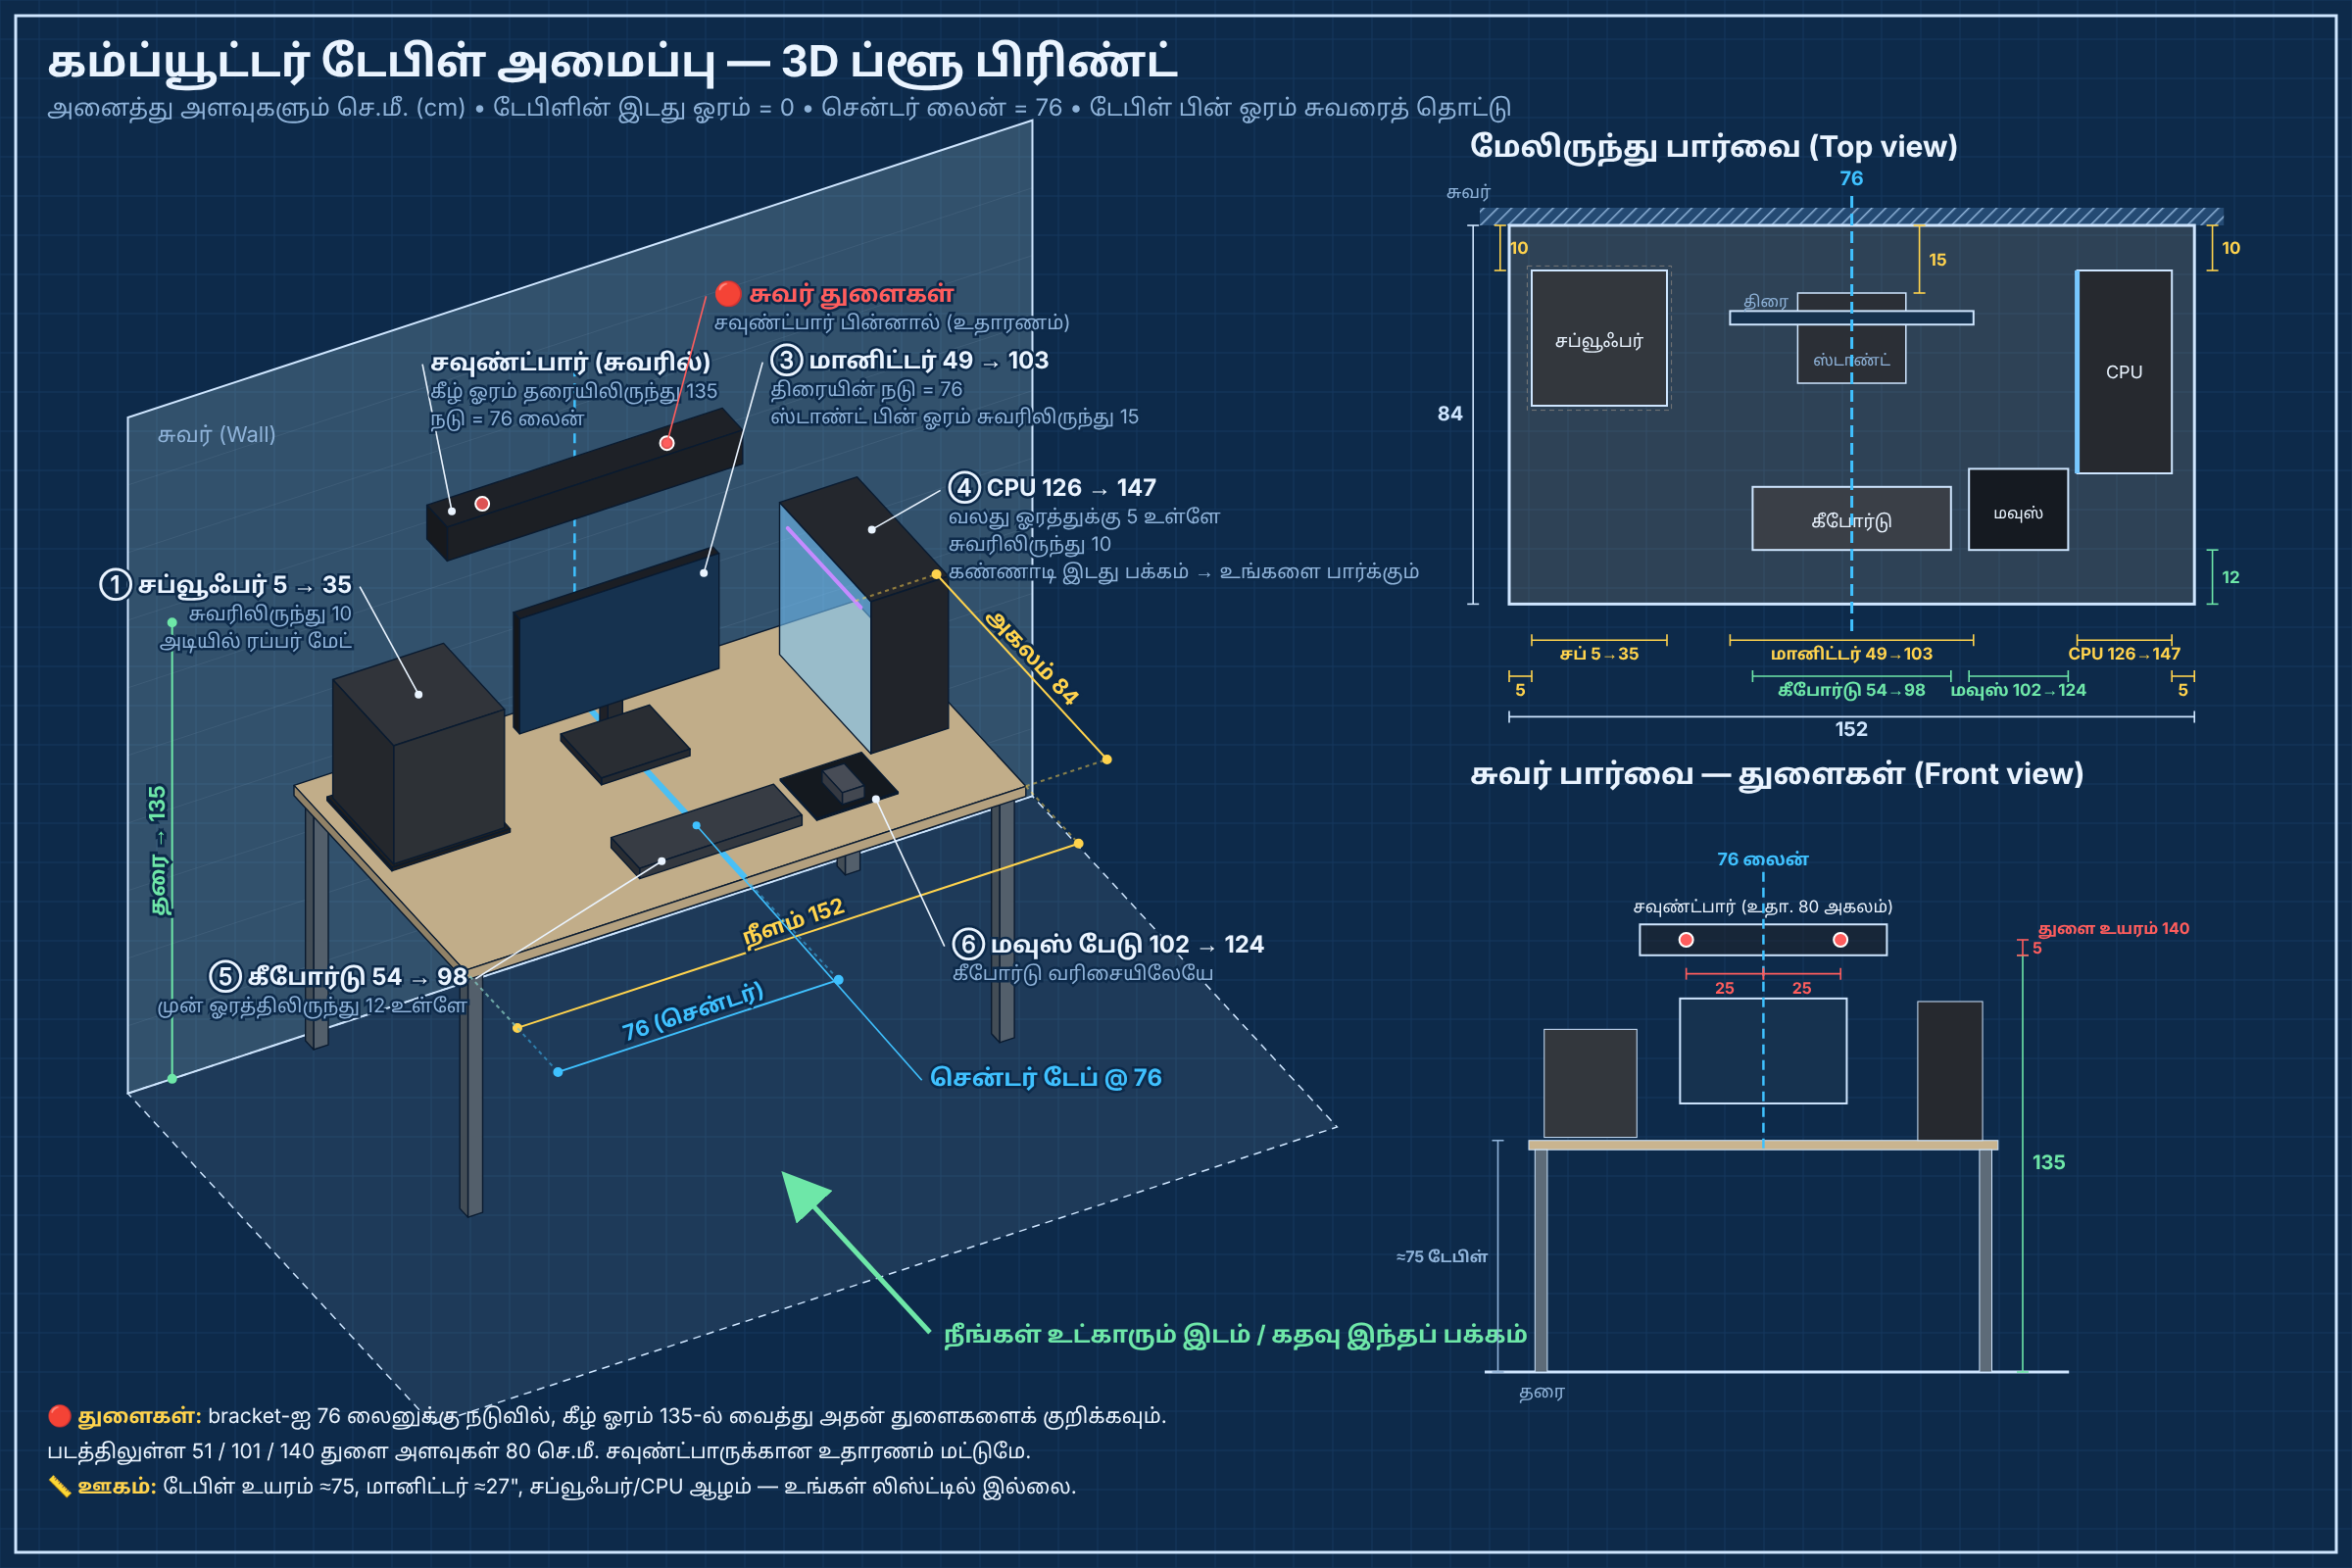 கம்ப்யூட்டர் டேபிள் அமைப்பு — 3D ப்ளூ பிரிண்ட்
அனைத்து அளவுகளும் செ.மீ. (cm) • டேபிளின் இடது ஓரம் = 0 • சென்டர் லைன் = 76 • டேபிள் பின் ஓரம் சுவரைத் தொட்டு
🔴 சுவர் துளைகள்
சவுண்ட்பார் பின்னால் (உதாரணம்)
சவுண்ட்பார் (சுவரில்)
கீழ் ஓரம் தரையிலிருந்து 135
நடு = 76 லைன்
③ மானிட்டர் 49 → 103
திரையின் நடு = 76
ஸ்டாண்ட் பின் ஓரம் சுவரிலிருந்து 15
சுவர் (Wall)
④ CPU 126 → 147
வலது ஓரத்துக்கு 5 உள்ளே
சுவரிலிருந்து 10
கண்ணாடி இடது பக்கம் → உங்களை பார்க்கும்
① சப்வூஃபர் 5 → 35
சுவரிலிருந்து 10
அடியில் ரப்பர் மேட்
அகலம் 84
தரை → 135
நீளம் 152
⑥ மவுஸ் பேடு 102 → 124
கீபோர்டு வரிசையிலேயே
⑤ கீபோர்டு 54 → 98
முன் ஓரத்திலிருந்து 12 உள்ளே
76 (சென்டர்)
சென்டர் டேப் @ 76
நீங்கள் உட்காரும் இடம் / கதவு இந்தப் பக்கம்
மேலிருந்து பார்வை (Top view)
76
சுவர்
10
15
10
திரை
சப்வூஃபர்
ஸ்டாண்ட்
CPU
84
கீபோர்டு
மவுஸ்
12
சப் 5→35
மானிட்டர் 49→103
CPU 126→147
5
கீபோர்டு 54→98
மவுஸ் 102→124
5
152
சுவர் பார்வை — துளைகள் (Front view)
76 லைன்
சவுண்ட்பார் (உதா. 80 அகலம்)
துளை உயரம் 140
5
25
25
135
≈75 டேபிள்
தரை
🔴 துளைகள்: bracket-ஐ 76 லைனுக்கு நடுவில், கீழ் ஓரம் 135-ல் வைத்து அதன் துளைகளைக் குறிக்கவும்.
படத்திலுள்ள 51 / 101 / 140 துளை அளவுகள் 80 செ.மீ. சவுண்ட்பாருக்கான உதாரணம் மட்டுமே.
📏 ஊகம்: டேபிள் உயரம் ≈75, மானிட்டர் ≈27", சப்வூஃபர்/CPU ஆழம் — உங்கள் லிஸ்ட்டில் இல்லை.